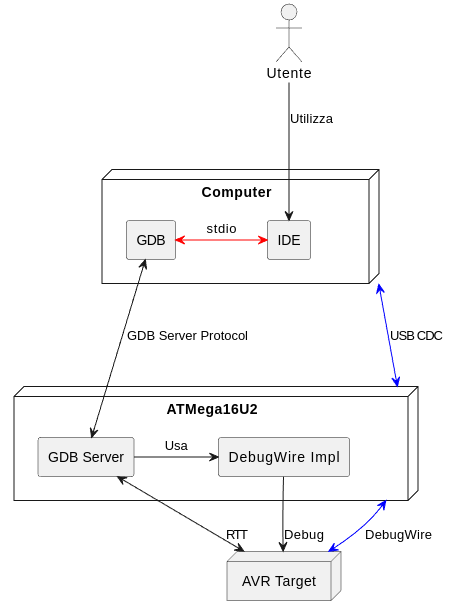 Utente
Utilizza
Computer
GDB
stdio
IDE
GDB Server Protocol
USB CDC
ATMega16U2
GDB Server
Usa
DebugWire Impl
RTT
Debug
DebugWire
AVR Target